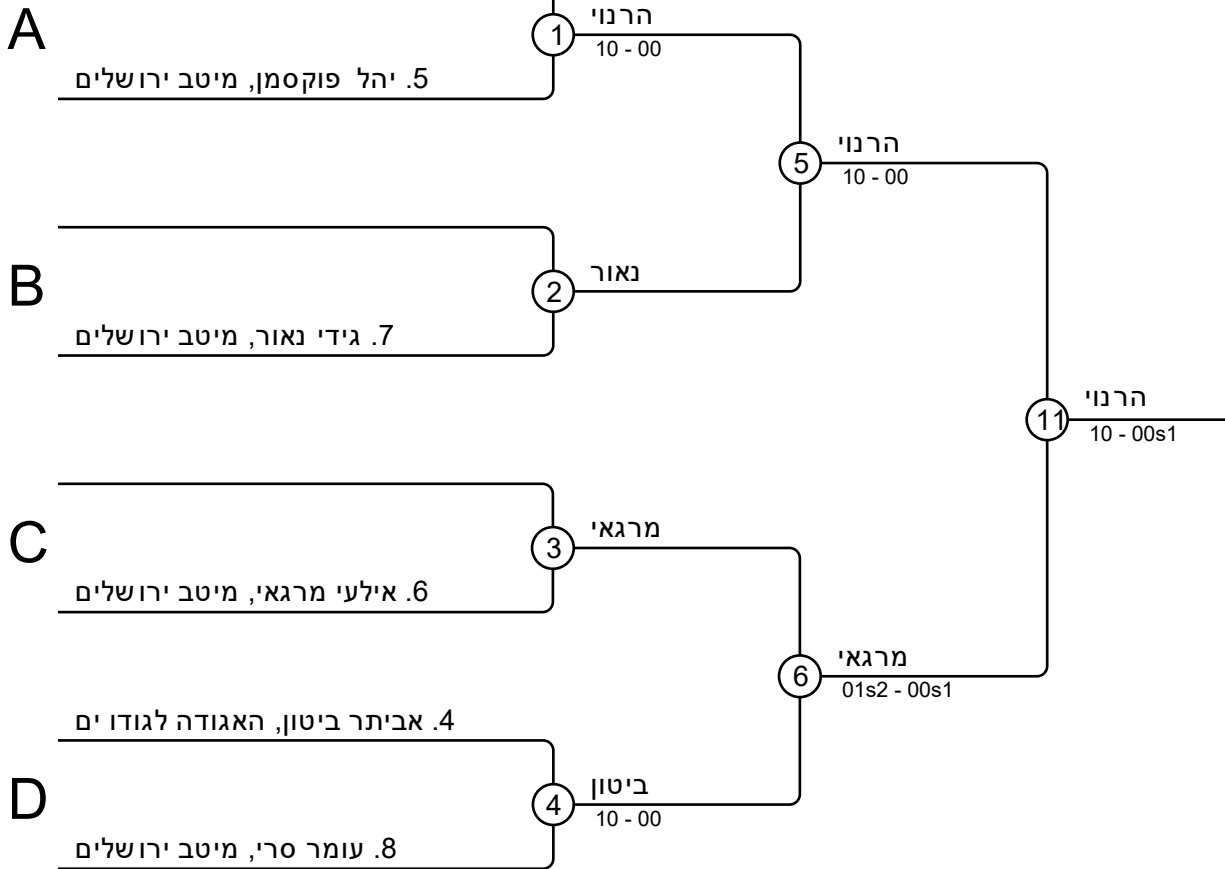 A
1
הרנוי
10 - 00
5. יהל פוקסמן, מיטב ירושלים
5
הרנוי
10 - 00
B
2
נאור
7. גידי נאור, מיטב ירושלים
11
הרנוי
10 - 00s1
C
3
מרגאי
6. אילעי מרגאי, מיטב ירושלים
6
מרגאי
01s2 - 00s1
4. אביתר ביטון, האגודה לגודו ים
D
4
ביטון
10 - 00
8. עומר סרי, מיטב ירושלים